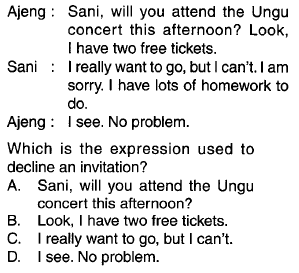 Ajeng : Sani, will you attend the Ungu
concert this afternoon? Look,
I have two free tickets.
Sani : I really want to go, but I can't. I am
sorry. I have lots of homework to
do.
Ajeng : I see. No problem.
Which is the expression used to
decline an invitation?
A. Sani, will you attend the Ungu
concert this afternoon?
B. Look, I have two free tickets.
C. I really want to go, but I can't.
D. I see. No problem.